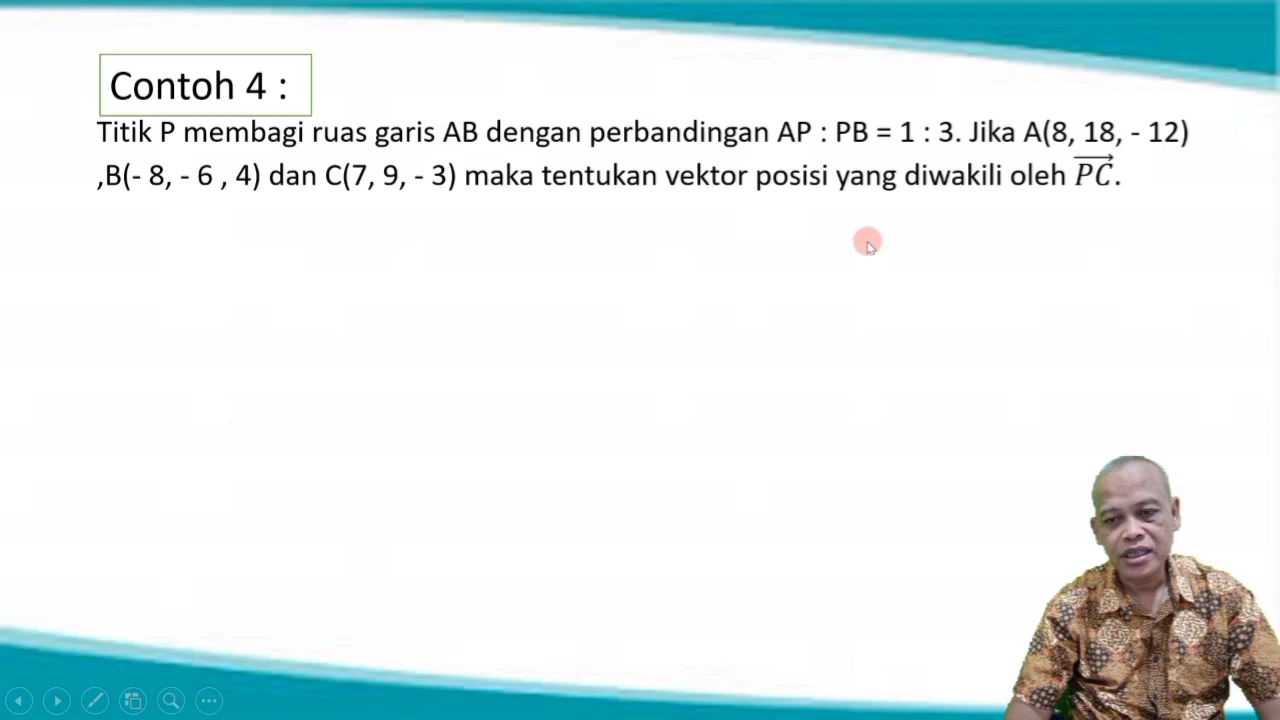 Contoh 4 :
Titik P membagi ruas garis AB dengan perbandingan AP : PB = 1 : 3. Jika A(8, 18, - 12)
,B(- 8, - 6 , 4) dan C(7, 9, - 3) maka tentukan vektor posisi yang diwakili oleh $\overrightarrow{PC}$.